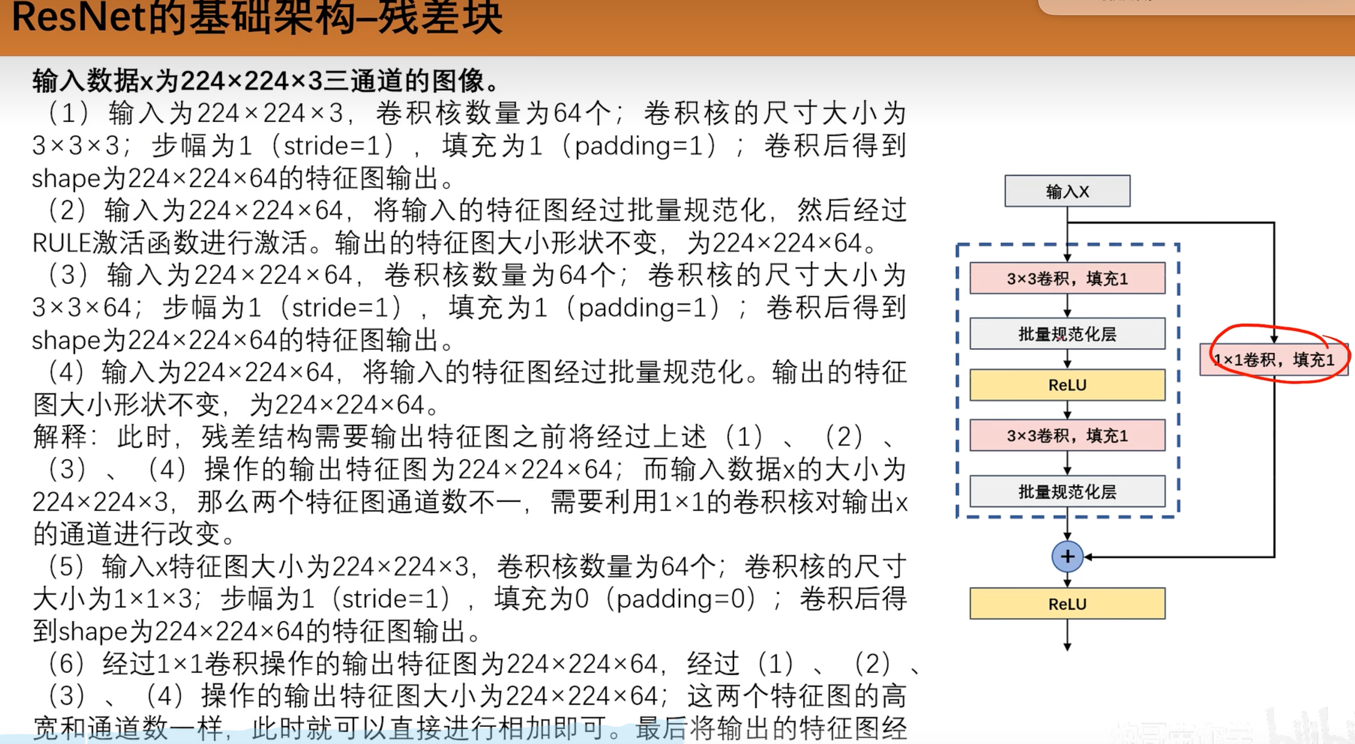 ResNet的基础架构–残差块
输入数据x为224×224×3三通道的图像。
（1）输入为224×224×3，卷积核数量为64个；卷积核的尺寸大小为
3×3×3；步幅为1（stride=1），填充为1（padding=1）；卷积后得到
shape为224×224×64的特征图输出。
（2）输入为224×224×64，将输入的特征图经过批量规范化，然后经过
RULE激活函数进行激活。输出的特征图大小形状不变，为224×224×64。
（3）输入为224×224×64，卷积核数量为64个；卷积核的尺寸大小为
3×3×64；步幅为1（stride=1），填充为1（padding=1）；卷积后得到
shape为224×224×64的特征图输出。
（4）输入为224×224×64，将输入的特征图经过批量规范化。输出的特征
图大小形状不变，为224×224×64。
解释：此时，残差结构需要输出特征图之前将经过上述（1）、（2）、
（3）、（4）操作的输出特征图为224×224×64；而输入数据x的大小为
224×224×3，那么两个特征图通道数不一，需要利用1×1的卷积核对输出x
的通道进行改变。
（5）输入x特征图大小为224×224×3，卷积核数量为64个；卷积核的尺寸
大小为1×1×3；步幅为1（stride=1），填充为0（padding=0）；卷积后得
到shape为224×224×64的特征图输出。
（6）经过1×1卷积操作的输出特征图为224×224×64，经过（1）、（2）、
（3）、（4）操作的输出特征图大小为224×224×64；这两个特征图的高
宽和通道数一样，此时就可以直接进行相加即可。最后将输出的特征图经
输入X
3×3卷积，填充1
批量规范化层
ReLU
1×1卷积，填充1
3×3卷积，填充1
批量规范化层
+
ReLU